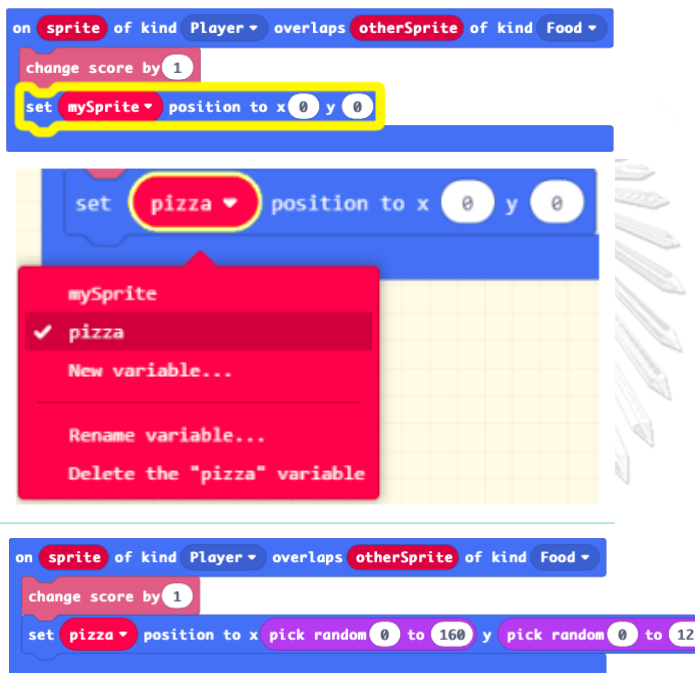 on sprite of kind Player overlaps otherSprite of kind Food
change score by 1
set mySprite position to x 0 y 0
set pizza position to x 0 y 0
mySprite
pizza
New variable...
Rename variable...
Delete the "pizza" variable
on sprite of kind Player overlaps otherSprite of kind Food
change score by 1
set pizza position to x pick random 0 to 160 y pick random 0 to 12